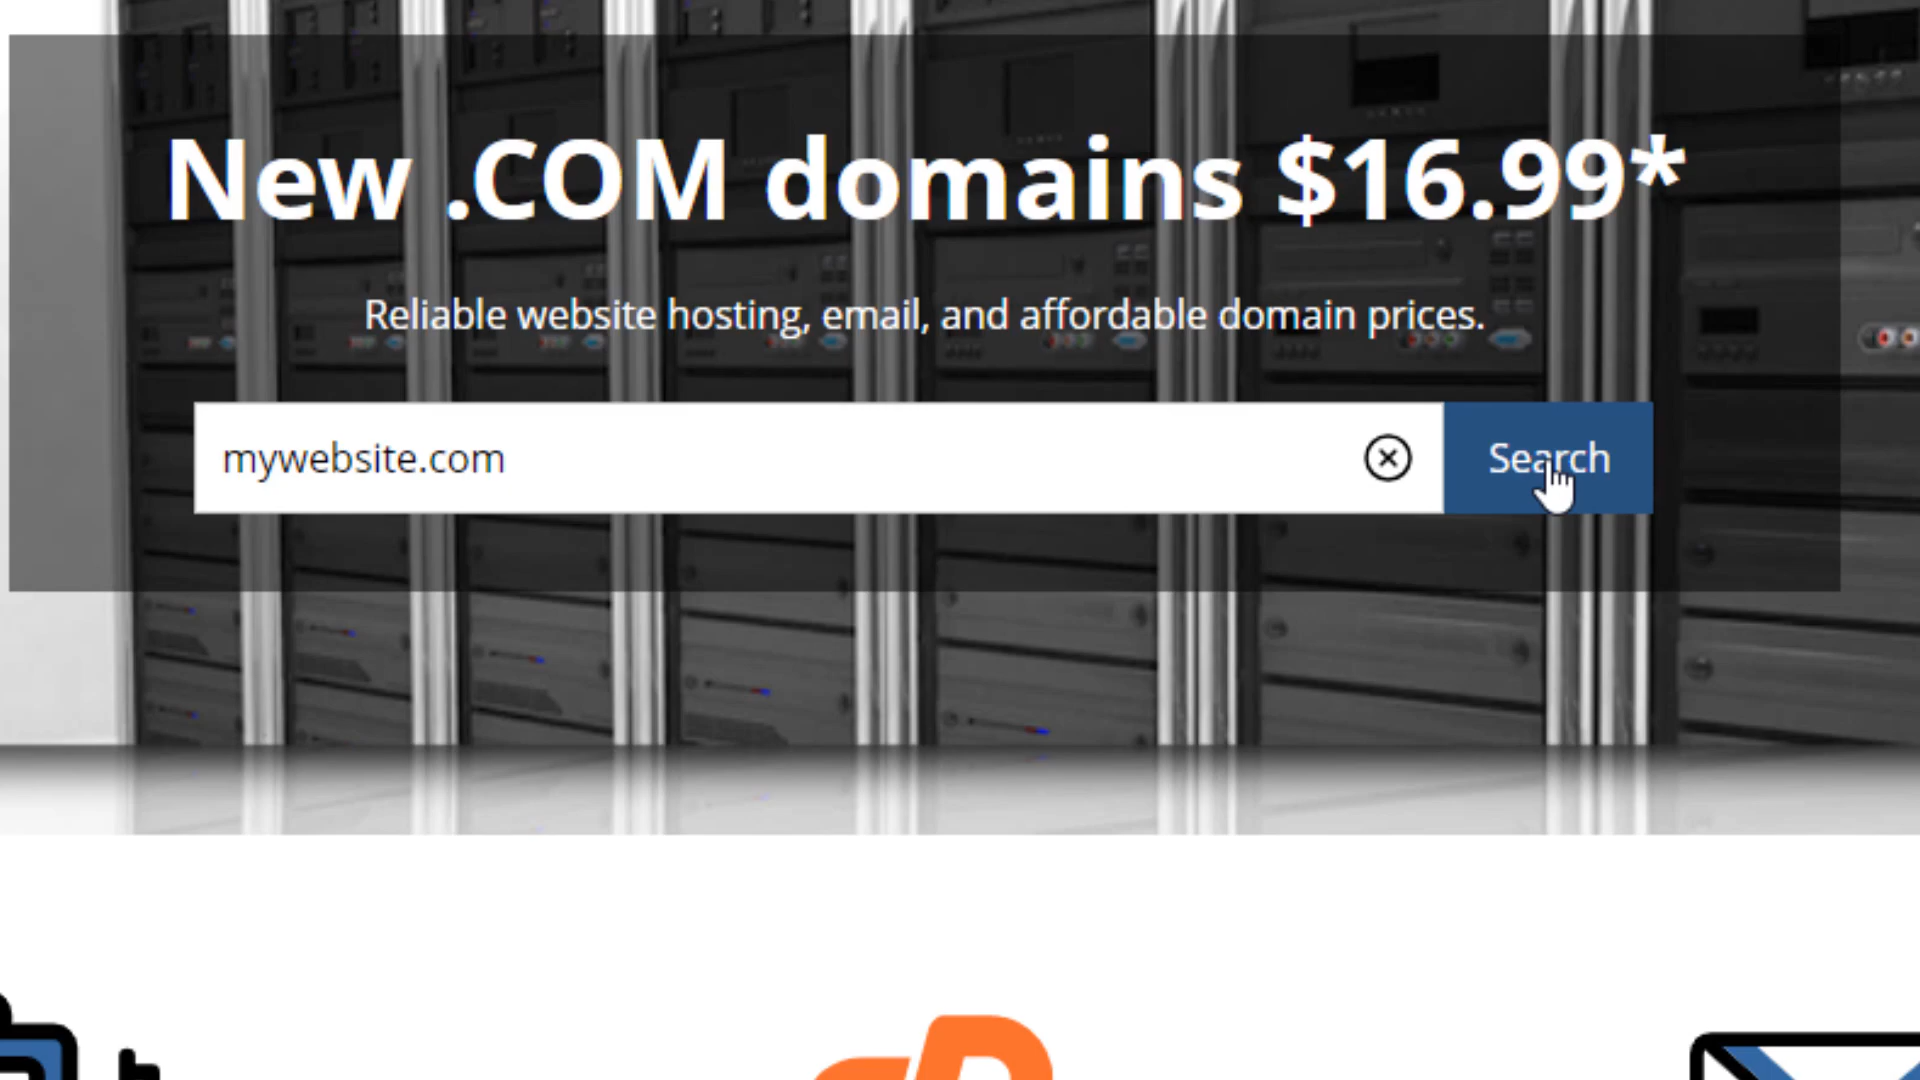 New .COM domains $16.99*
Reliable website hosting, email, and affordable domain prices.
mywebsite.com
Search